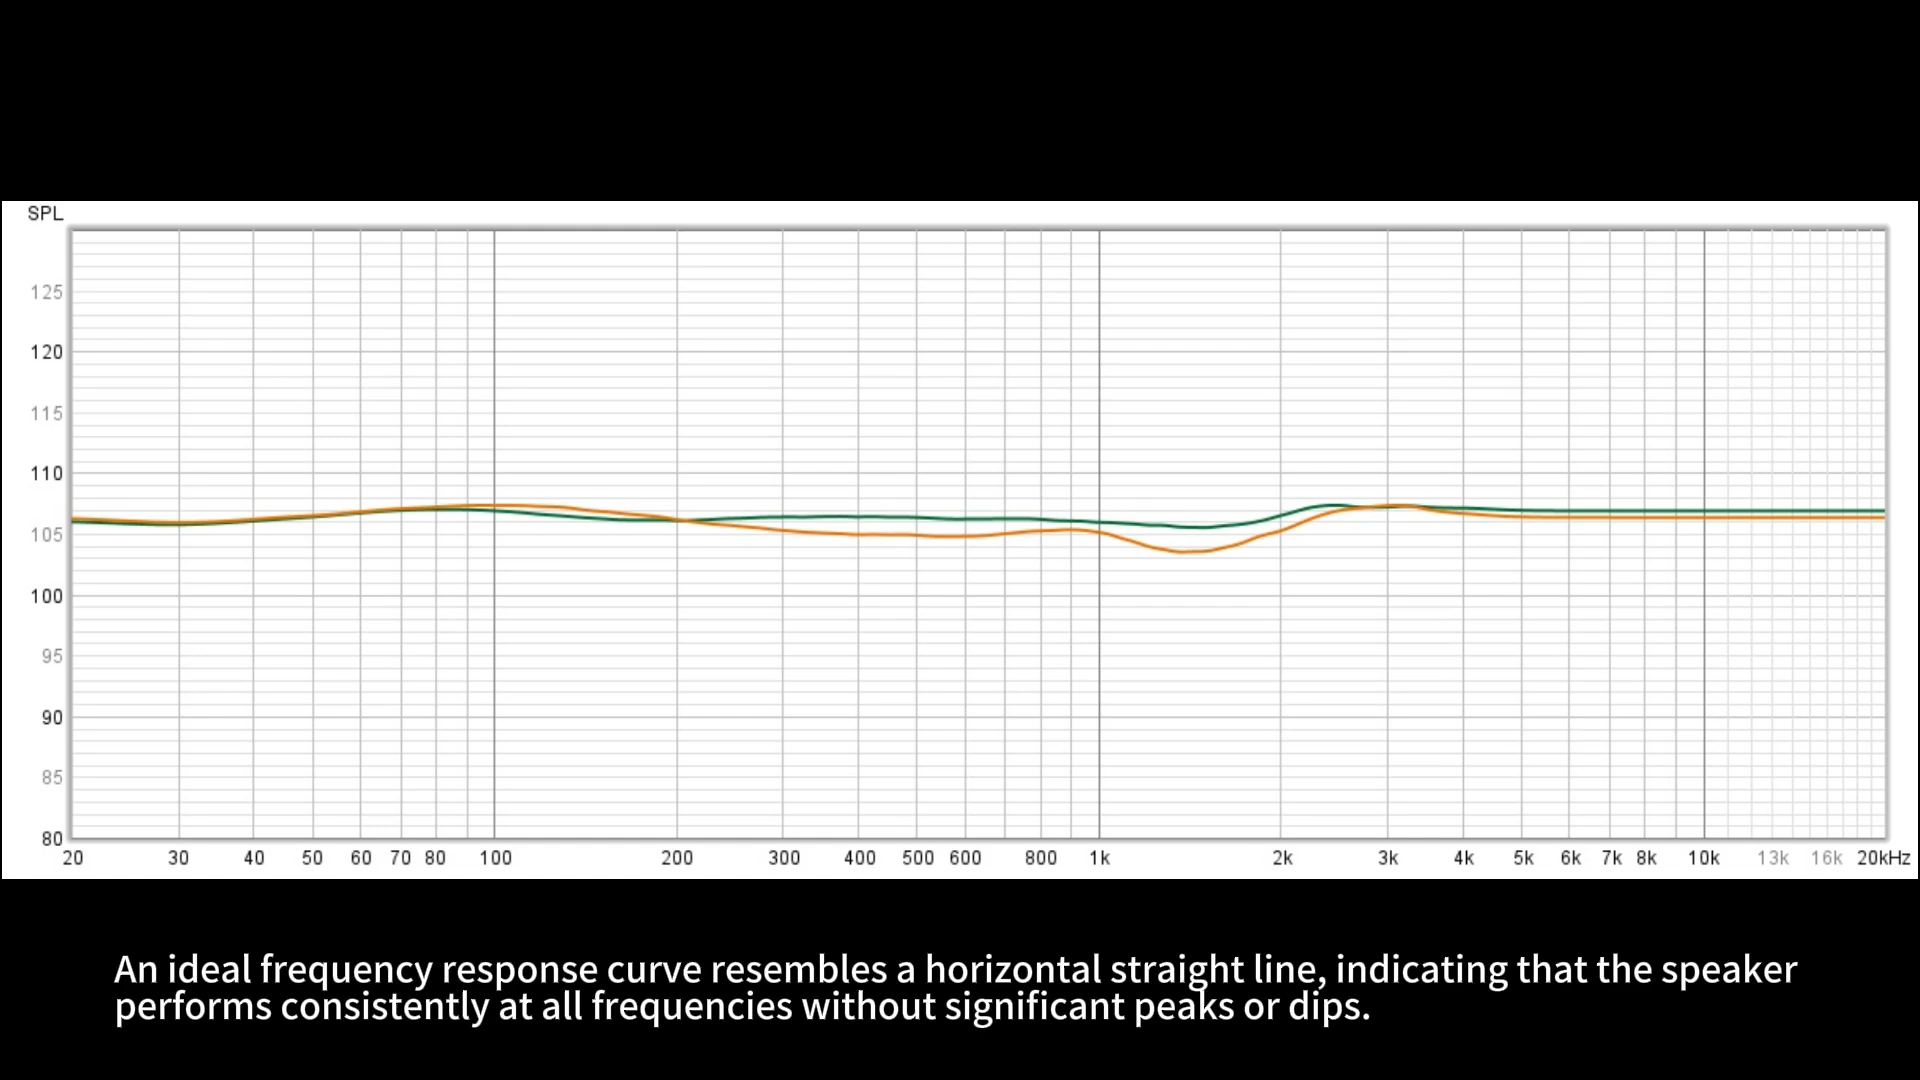 SPL
125
120
115
110
105
100
95
90
85
80
20 30 40 50 60 70 80 100 200 300 400 500 600 800 1k 2k 3k 4k 5k 6k 7k 8k 10k 13k 16k 20kHz
An ideal frequency response curve resembles a horizontal straight line, indicating that the speaker
performs consistently at all frequencies without significant peaks or dips.